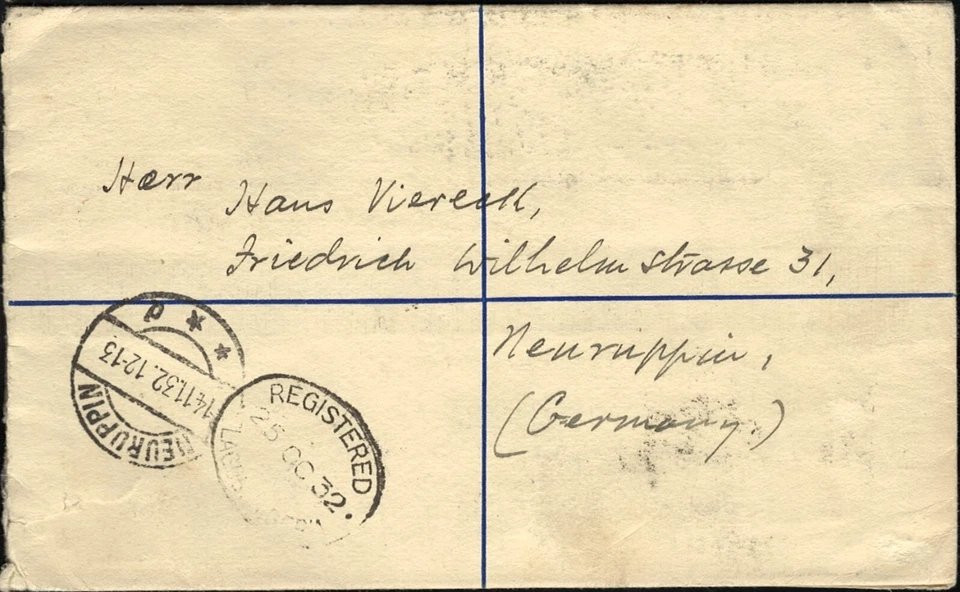 Herr
Hans Viereck,
Friedrich Wilhelm strasse 31,
Neuruppin,
(Germany)
NEURUPPIN
14.11.32.12-13
* * d
REGISTERED
25 OC 32.